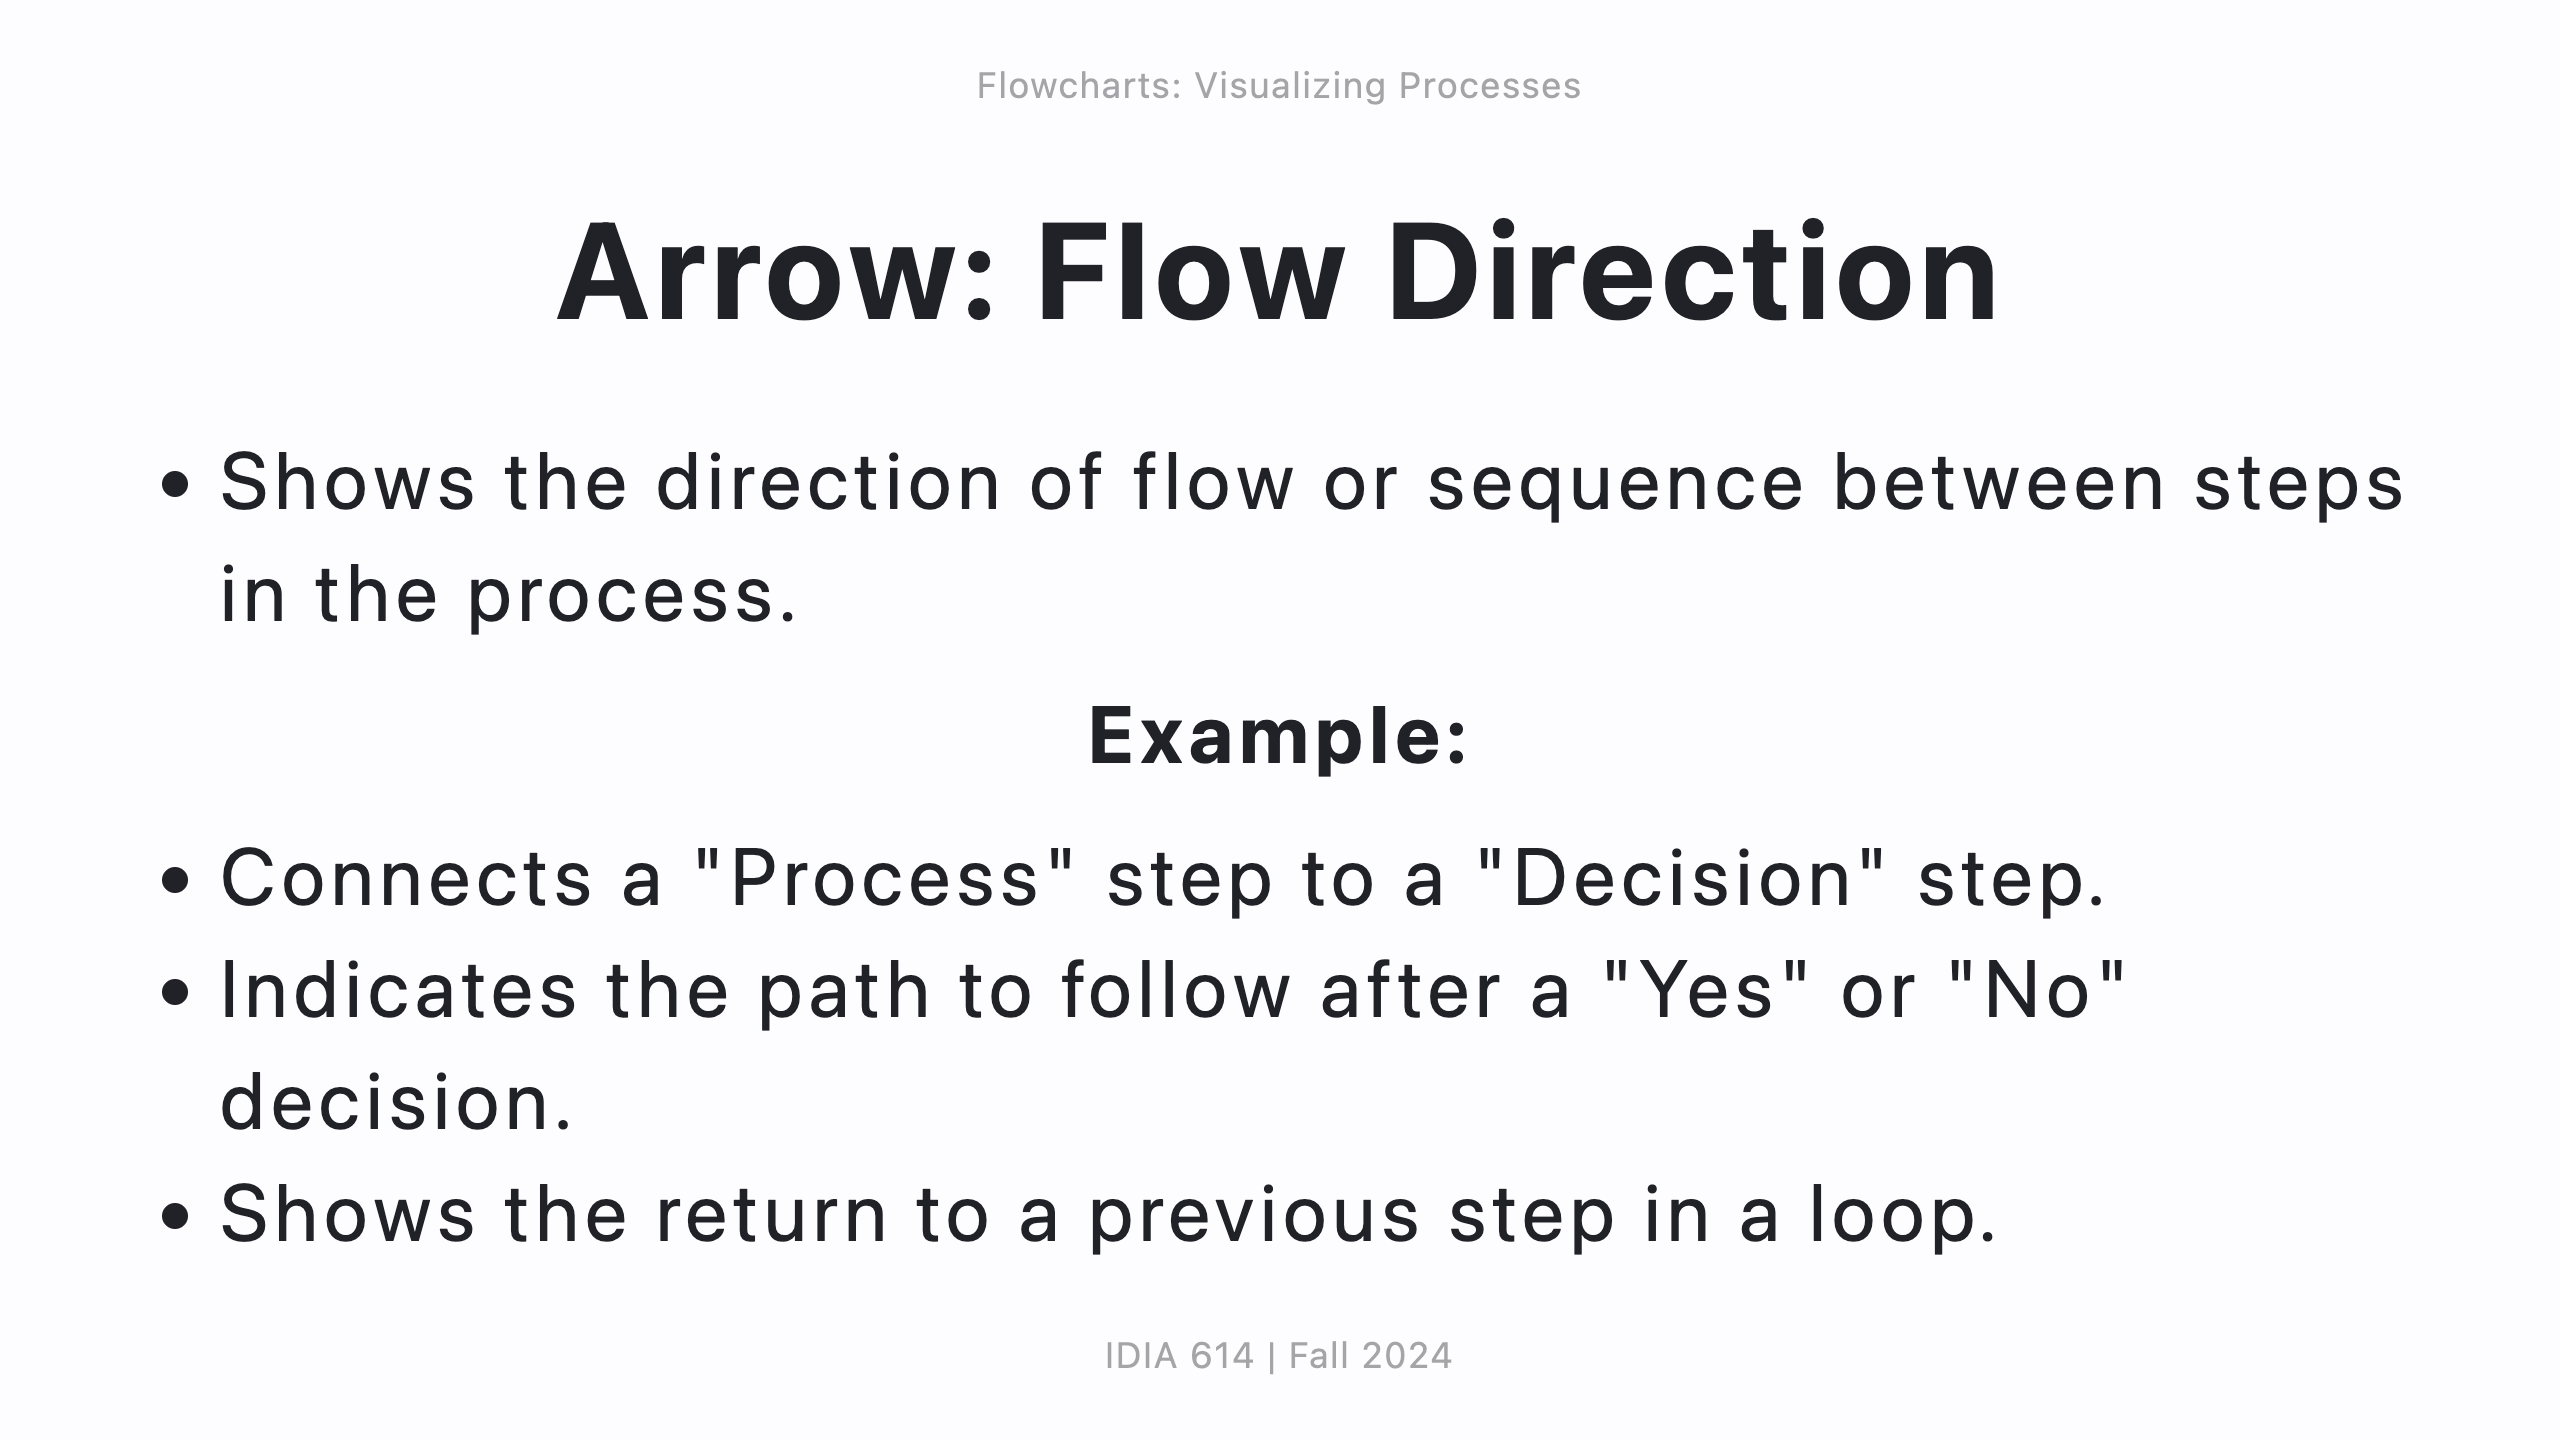 Flowcharts: Visualizing Processes
Arrow: Flow Direction
• Shows the direction of flow or sequence between steps
in the process.
Example:
• Connects a "Process" step to a "Decision" step.
• Indicates the path to follow after a "Yes" or "No"
decision.
• Shows the return to a previous step in a loop.
IDIA 614 | Fall 2024